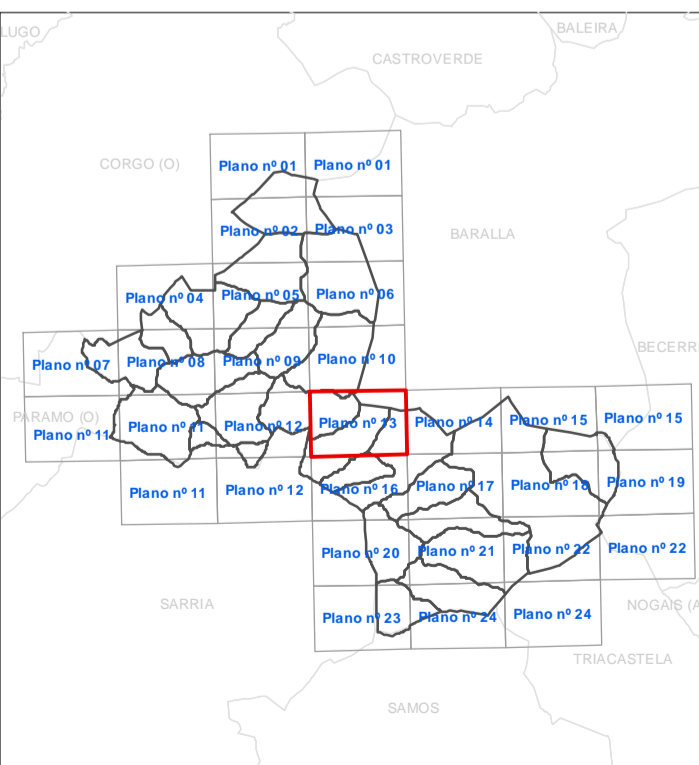 LUGO
BALEIRA
CASTROVERDE
CORGO (O)
Plano nº 01
Plano nº 01
Plano nº 02
Plano nº 03
BARALLA
Plano nº 04
Plano nº 05
Plano nº 06
BECERR
Plano nº 07
Plano nº 08
Plano nº 09
Plano nº 10
PARAMO (O)
Plano nº 11
Plano nº 11
Plano nº 12
Plano nº 13
Plano nº 14
Plano nº 15
Plano nº 15
Plano nº 11
Plano nº 12
Plano nº 16
Plano nº 17
Plano nº 18
Plano nº 19
Plano nº 20
Plano nº 21
Plano nº 22
Plano nº 22
SARRIA
NOGAIS (A
Plano nº 23
Plano nº 24
Plano nº 24
TRIACASTELA
SAMOS